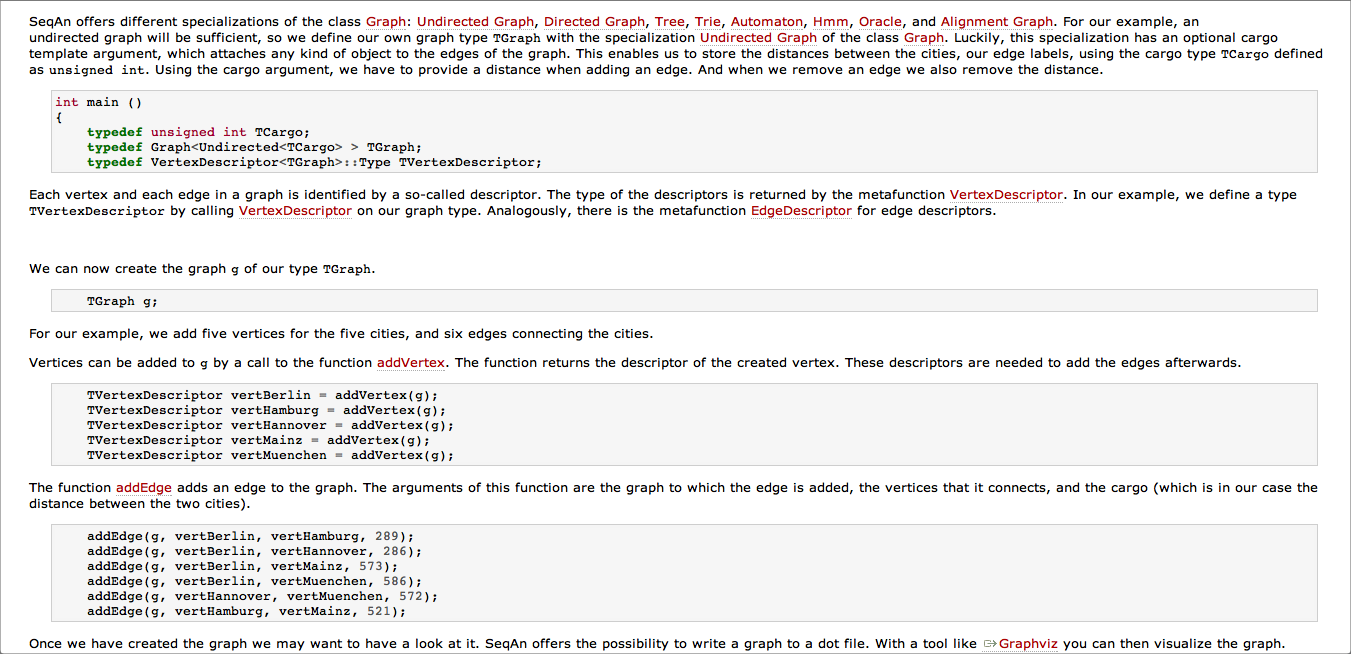 SeqAn offers different specializations of the class Graph: Undirected Graph, Directed Graph, Tree, Trie, Automaton, Hmm, Oracle, and Alignment Graph. For our example, an
undirected graph will be sufficient, so we define our own graph type TGraph with the specialization Undirected Graph of the class Graph. Luckily, this specialization has an optional cargo
template argument, which attaches any kind of object to the edges of the graph. This enables us to store the distances between the cities, our edge labels, using the cargo type TCargo defined
as unsigned int. Using the cargo argument, we have to provide a distance when adding an edge. And when we remove an edge we also remove the distance.
int main ()
{
    typedef unsigned int TCargo;
    typedef Graph<Undirected<TCargo> > TGraph;
    typedef VertexDescriptor<TGraph>::Type TVertexDescriptor;
Each vertex and each edge in a graph is identified by a so-called descriptor. The type of the descriptors is returned by the metafunction VertexDescriptor. In our example, we define a type
TVertexDescriptor by calling VertexDescriptor on our graph type. Analogously, there is the metafunction EdgeDescriptor for edge descriptors.
We can now create the graph g of our type TGraph.
    TGraph g;
For our example, we add five vertices for the five cities, and six edges connecting the cities.
Vertices can be added to g by a call to the function addVertex. The function returns the descriptor of the created vertex. These descriptors are needed to add the edges afterwards.
    TVertexDescriptor vertBerlin = addVertex(g);
    TVertexDescriptor vertHamburg = addVertex(g);
    TVertexDescriptor vertHannover = addVertex(g);
    TVertexDescriptor vertMainz = addVertex(g);
    TVertexDescriptor vertMuenchen = addVertex(g);
The function addEdge adds an edge to the graph. The arguments of this function are the graph to which the edge is added, the vertices that it connects, and the cargo (which is in our case the
distance between the two cities).
    addEdge(g, vertBerlin, vertHamburg, 289);
    addEdge(g, vertBerlin, vertHannover, 286);
    addEdge(g, vertBerlin, vertMainz, 573);
    addEdge(g, vertBerlin, vertMuenchen, 586);
    addEdge(g, vertHannover, vertMuenchen, 572);
    addEdge(g, vertHamburg, vertMainz, 521);
Once we have created the graph we may want to have a look at it. SeqAn offers the possibility to write a graph to a dot file. With a tool like Graphviz you can then visualize the graph.